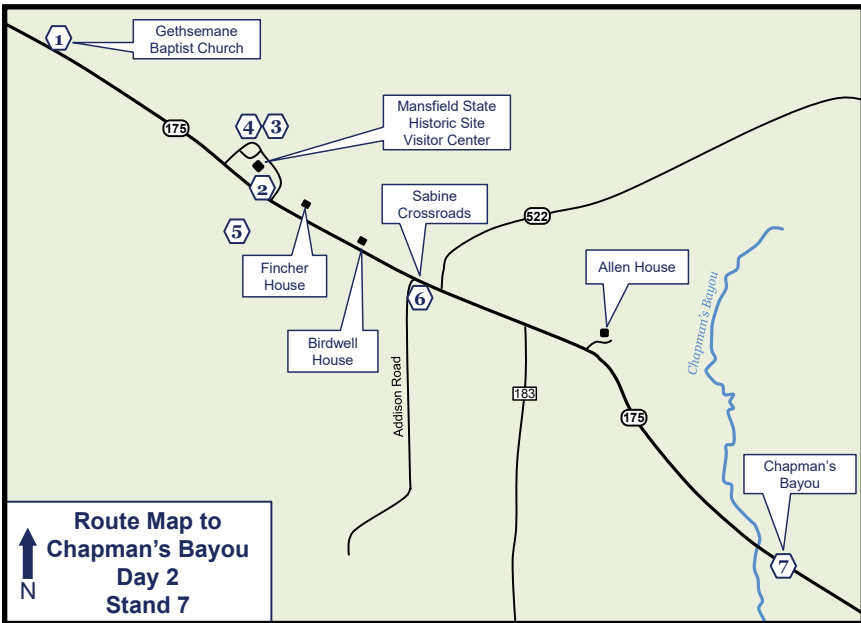 1
Gethsemane
Baptist Church
175
4
3
Mansfield State
Historic Site
Visitor Center
2
5
Sabine
Crossroads
522
Fincher
House
6
Allen House
Chapman's Bayou
Birdwell
House
Addison Road
183
175
Chapman's
Bayou
7
Route Map to
Chapman's Bayou
Day 2
Stand 7
N